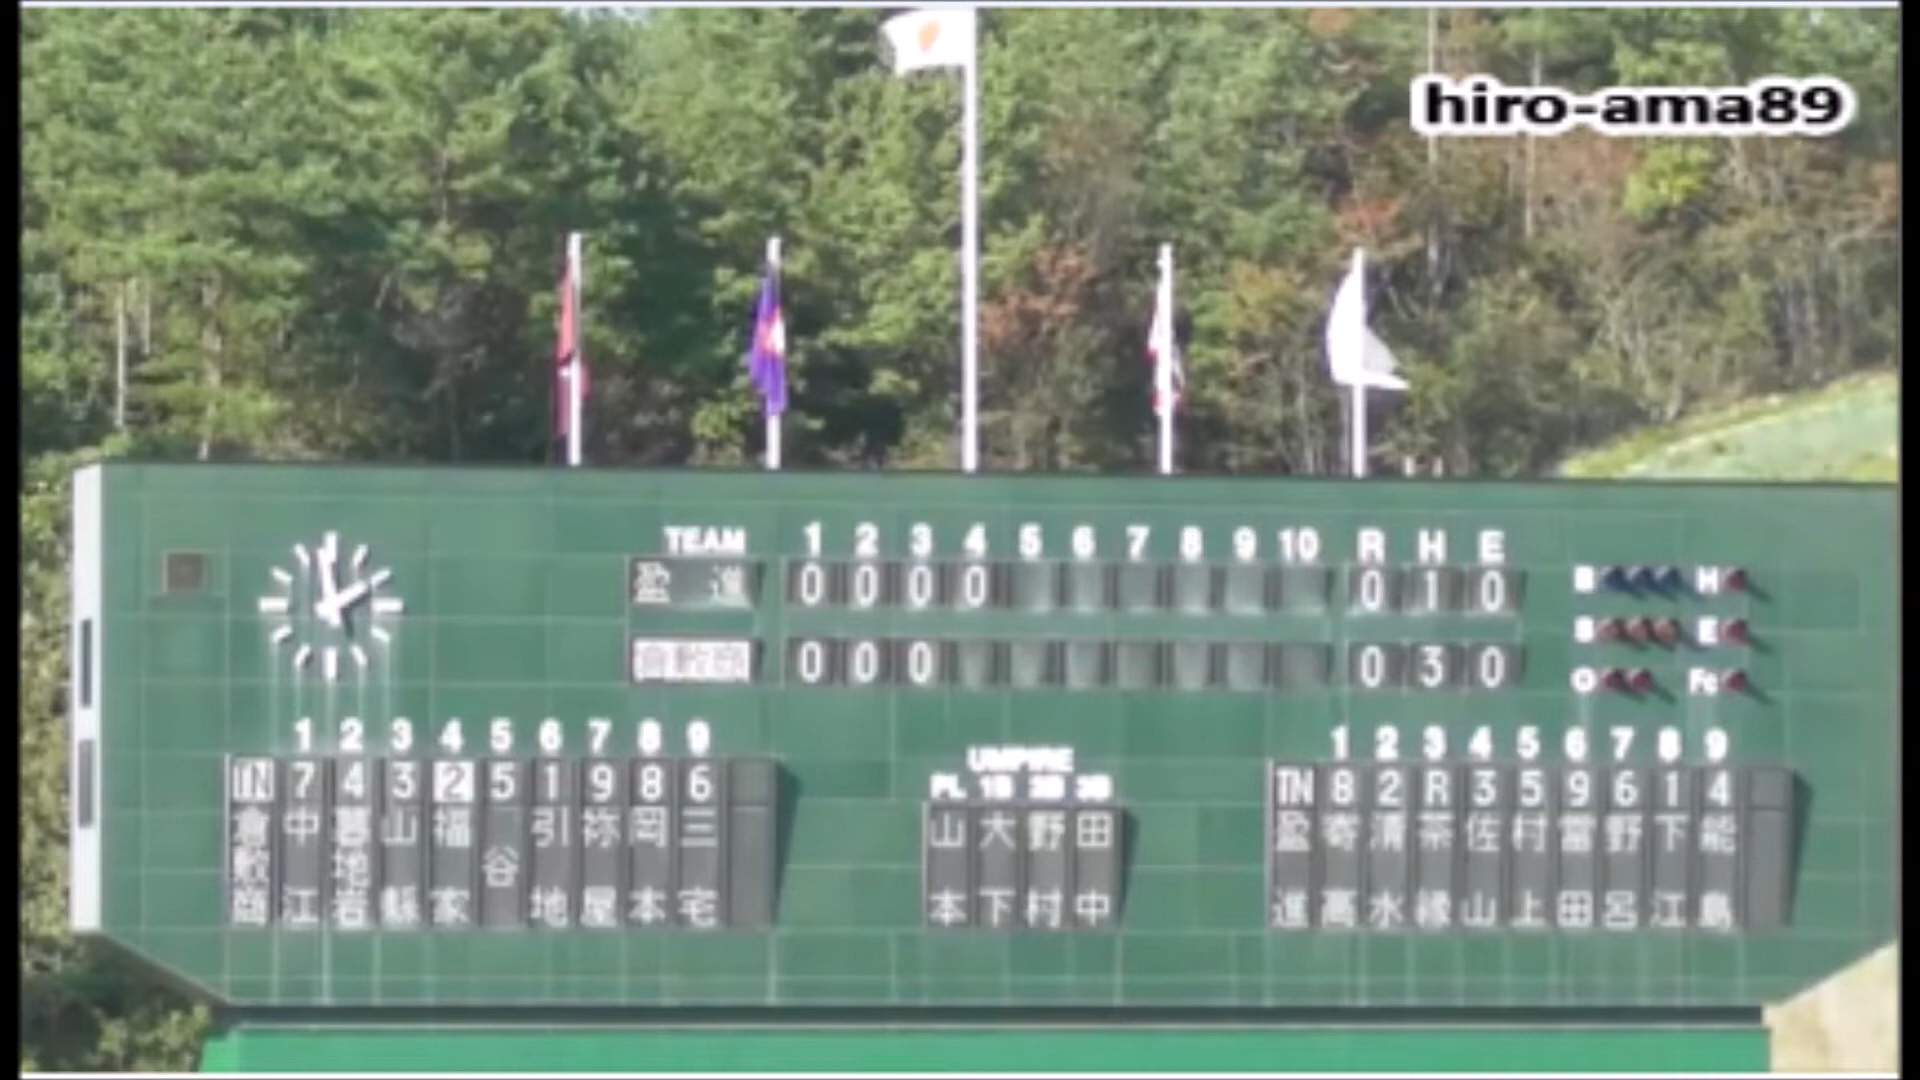 hiro-ama89
TEAM 1 2 3 4 5 6 7 8 9 10 R H E
盈 進 0 0 0 0 0 1 0 B H
倉敷商 0 0 0 0 3 0 S E
O Fc
1 2 3 4 5 6 7 8 9
IN 7 4 3 2 5 1 9 8 6
倉敷商 中江 暮地岩 山縣 福家 谷 引地 祢屋 岡本 三宅
UMPIRE
PL 1B 2B 3B
山本 大下 野村 田中
1 2 3 4 5 6 7 8 9
IN 8 2 R 3 5 9 6 1 4
盈進 寄高 清水 茶縁 佐山 村上 富田 野呂 下江 能島